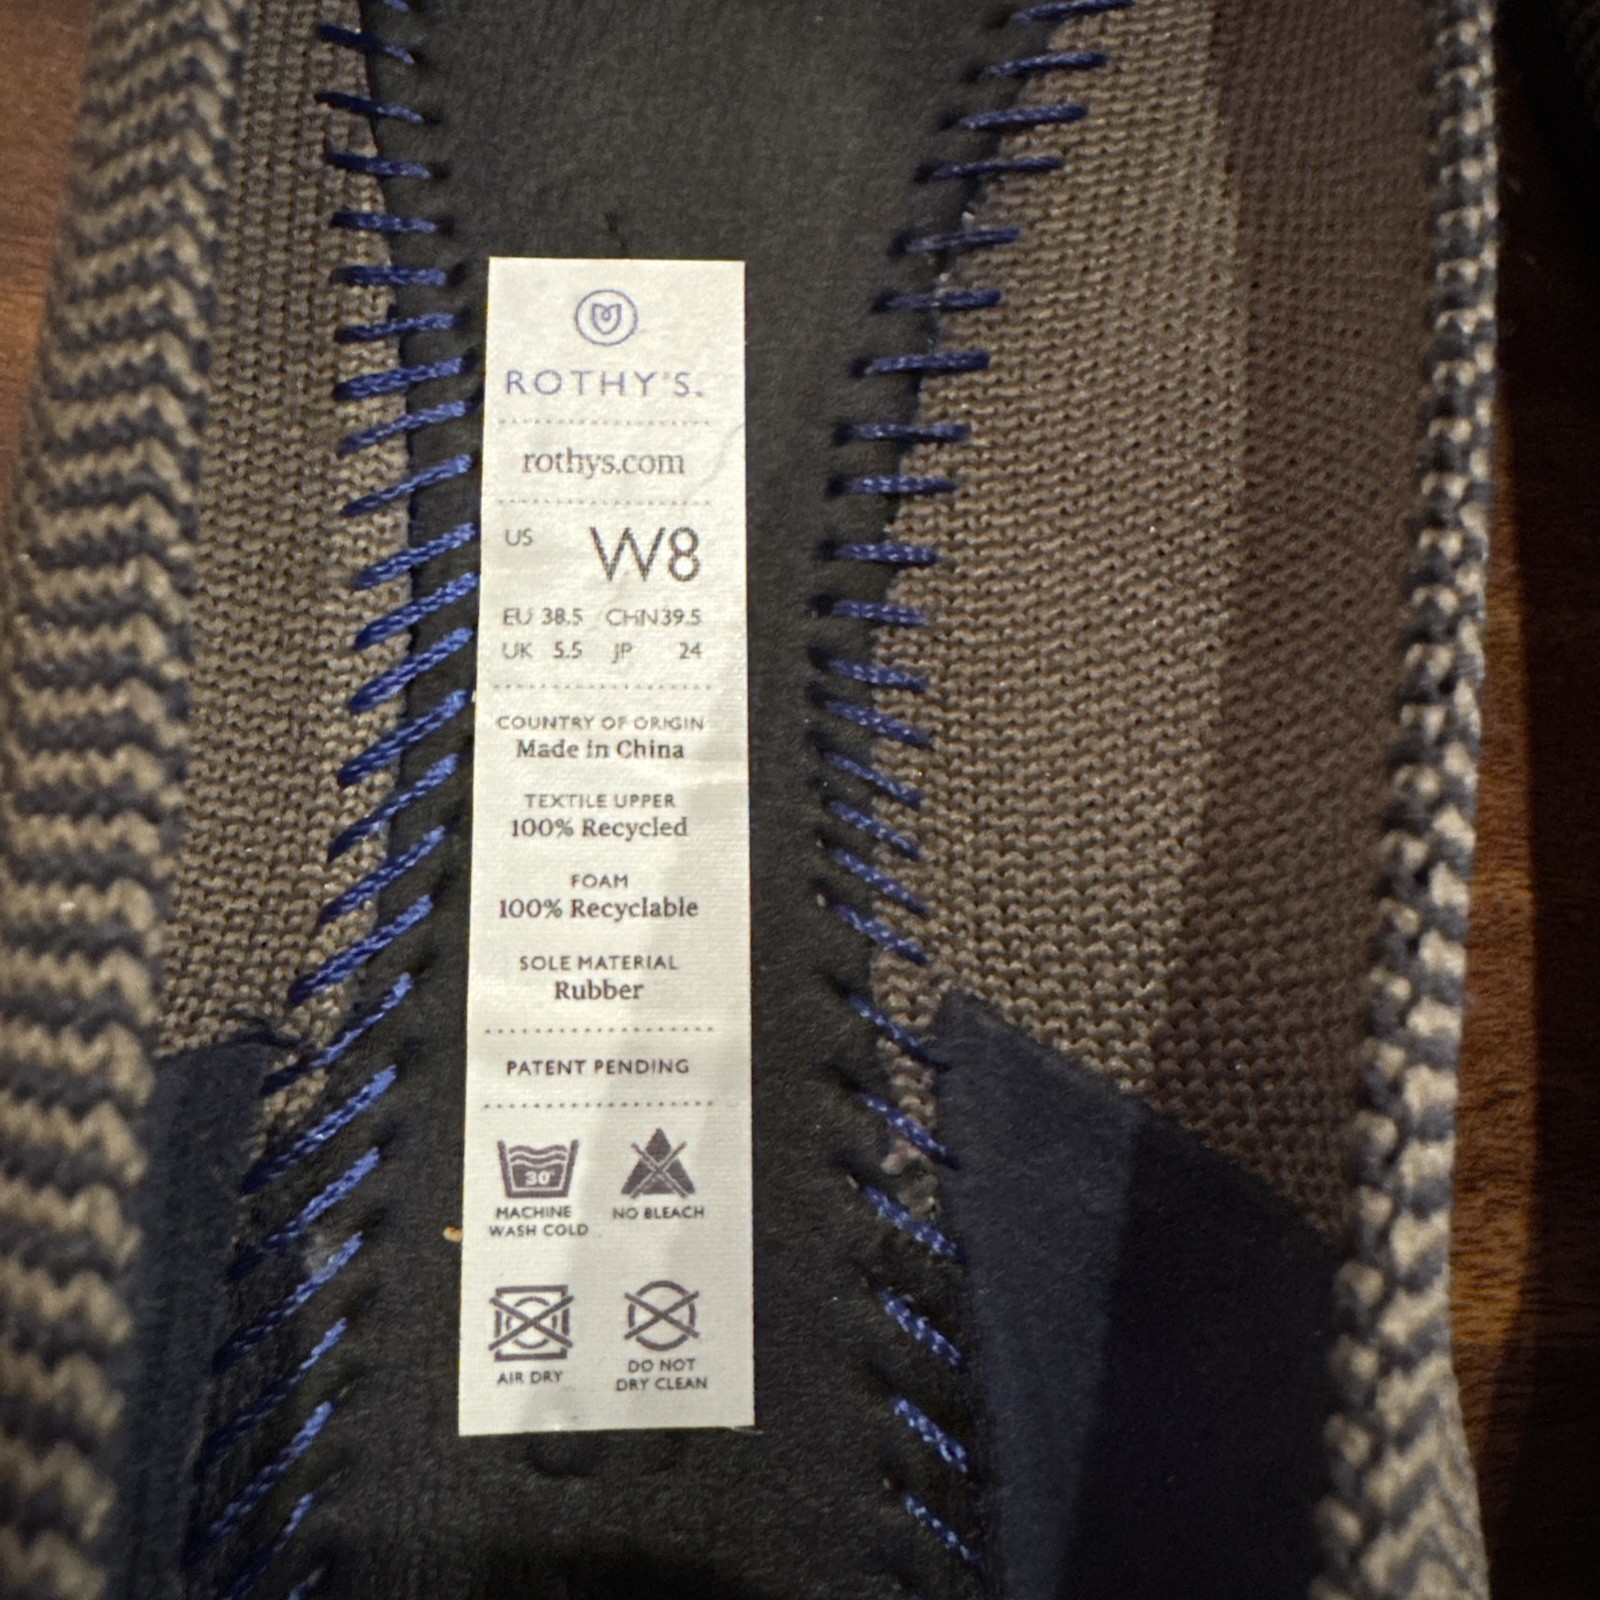 ROTHY'S.
rothys.com
US W8
EU 38.5 CHN 39.5
UK 5.5 JP 24
COUNTRY OF ORIGIN
Made in China
TEXTILE UPPER
100% Recycled
FOAM
100% Recyclable
SOLE MATERIAL
Rubber
PATENT PENDING
30°
MACHINE
WASH COLD
NO BLEACH
AIR DRY
DO NOT
DRY CLEAN